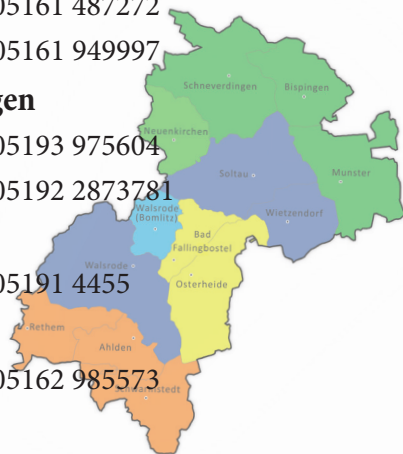 05161 487272
05161 949997
gen
05193 975604
05192 2873781
05191 4455
05162 985573
Schneverdingen
Bispingen
Neuenkirchen
Soltau
Munster
Walsrode
(Bomlitz)
Wietzendorf
Bad
Fallingbostel
Walsrode
Osterheide
Rethem
Ahlden
Schwarmstedt